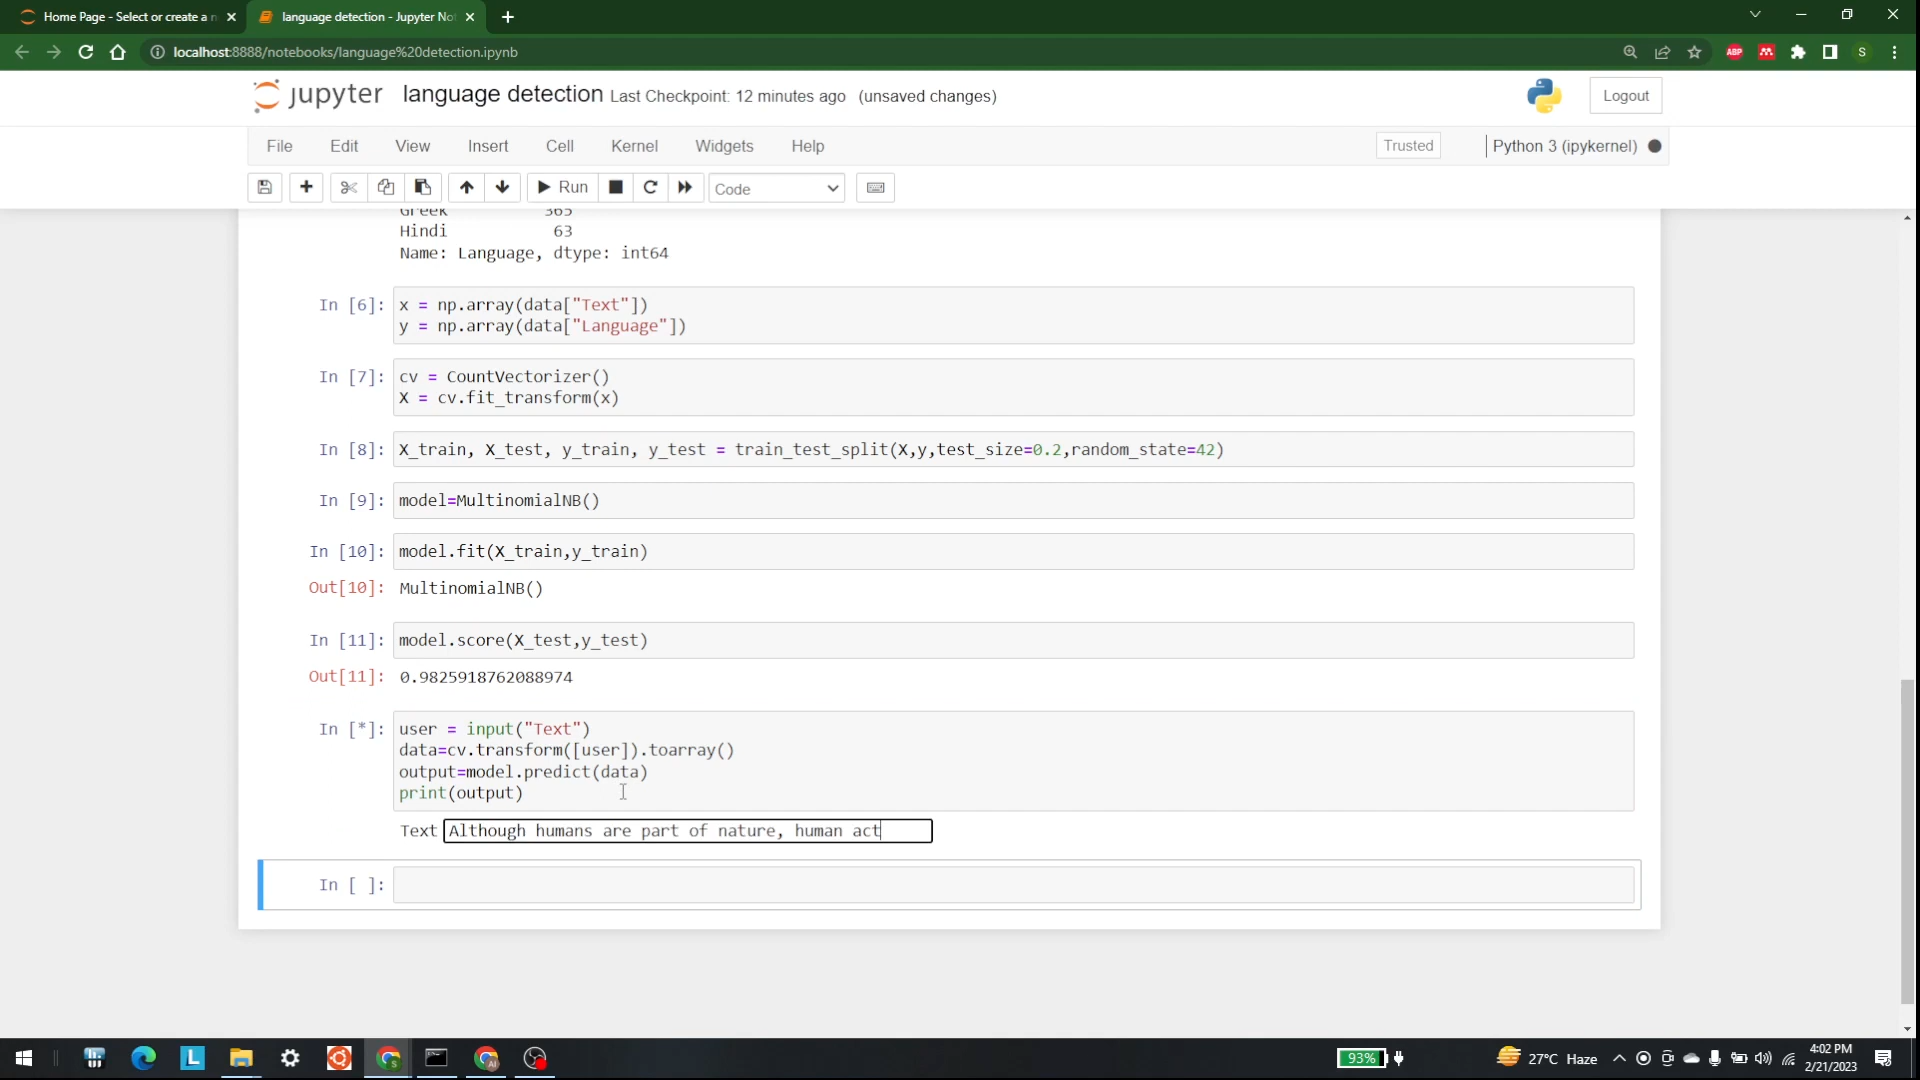 Home Page - Select or create a n
language detection - Jupyter Not
localhost:8888/notebooks/language%20detection.ipynb
ABP
S
jupyter language detection Last Checkpoint: 12 minutes ago (unsaved changes)
Logout
File Edit View Insert Cell Kernel Widgets Help
Trusted
Python 3 (ipykernel)
Run
Code
Greek 365
Hindi 63
Name: Language, dtype: int64
In [6]: x = np.array(data["Text"])
y = np.array(data["Language"])
In [7]: cv = CountVectorizer()
X = cv.fit_transform(x)
In [8]: X_train, X_test, y_train, y_test = train_test_split(X,y,test_size=0.2,random_state=42)
In [9]: model=MultinomialNB()
In [10]: model.fit(X_train,y_train)
Out[10]: MultinomialNB()
In [11]: model.score(X_test,y_test)
Out[11]: 0.9825918762088974
In [*]: user = input("Text")
data=cv.transform([user]).toarray()
output=model.predict(data)
print(output)
Text Although humans are part of nature, human act
In [ ]:
L
93%
27°C Haze
4:02 PM
2/21/2023